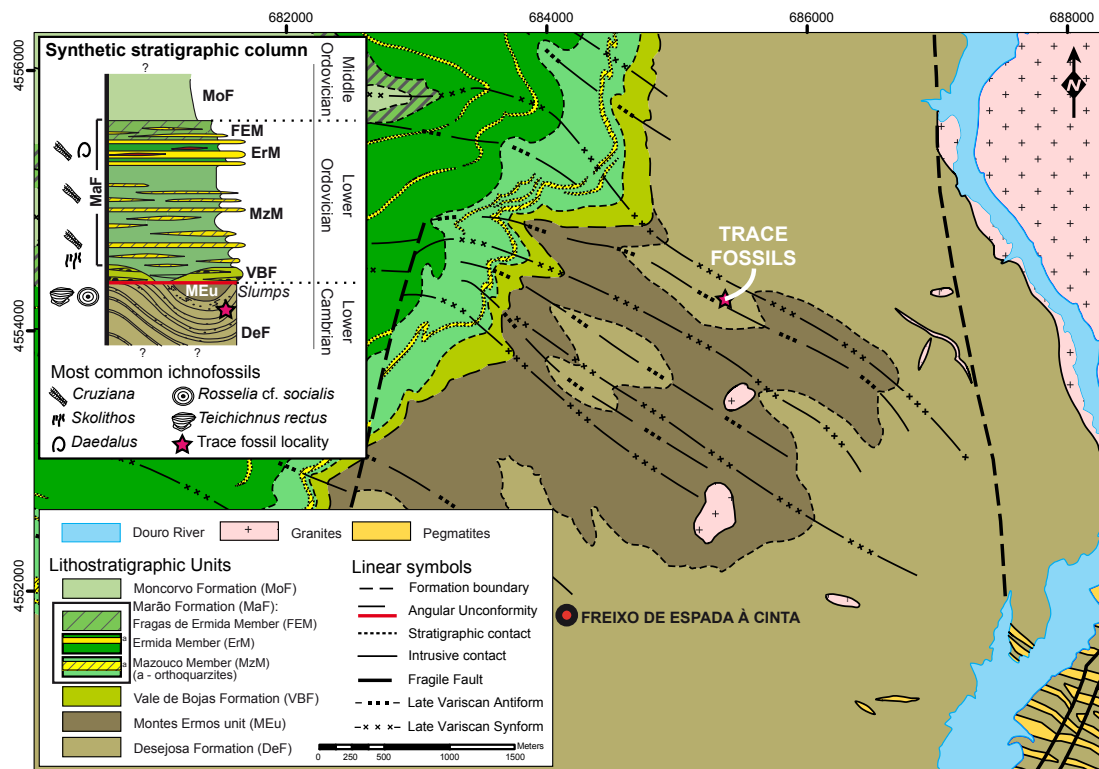 682000
684000
686000
688000
4556000
4554000
4552000
Synthetic stratigraphic column
?
MoF
FEM
ErM
MaF
MzM
VBF
MEu
Slumps
DeF
?
?
Middle
Ordovician
Lower
Ordovician
Lower
Cambrian
Most common ichnofossils
Cruziana
Rosselia cf. socialis
Skolithos
Teichichnus rectus
Daedalus
Trace fossil locality
N
TRACE
FOSSILS
FREIXO DE ESPADA À CINTA
Douro River
Granites
Pegmatites
Lithostratigraphic Units
Moncorvo Formation (MoF)
Marão Formation (MaF):
Fragas de Ermida Member (FEM)
a
Ermida Member (ErM)
a
Mazouco Member (MzM)
(a - orthoquarzites)
Vale de Bojas Formation (VBF)
Montes Ermos unit (MEu)
Desejosa Formation (DeF)
Linear symbols
Formation boundary
Angular Unconformity
Stratigraphic contact
Intrusive contact
Fragile Fault
Late Variscan Antiform
Late Variscan Synform
Meters
0 250 500 1000 1500